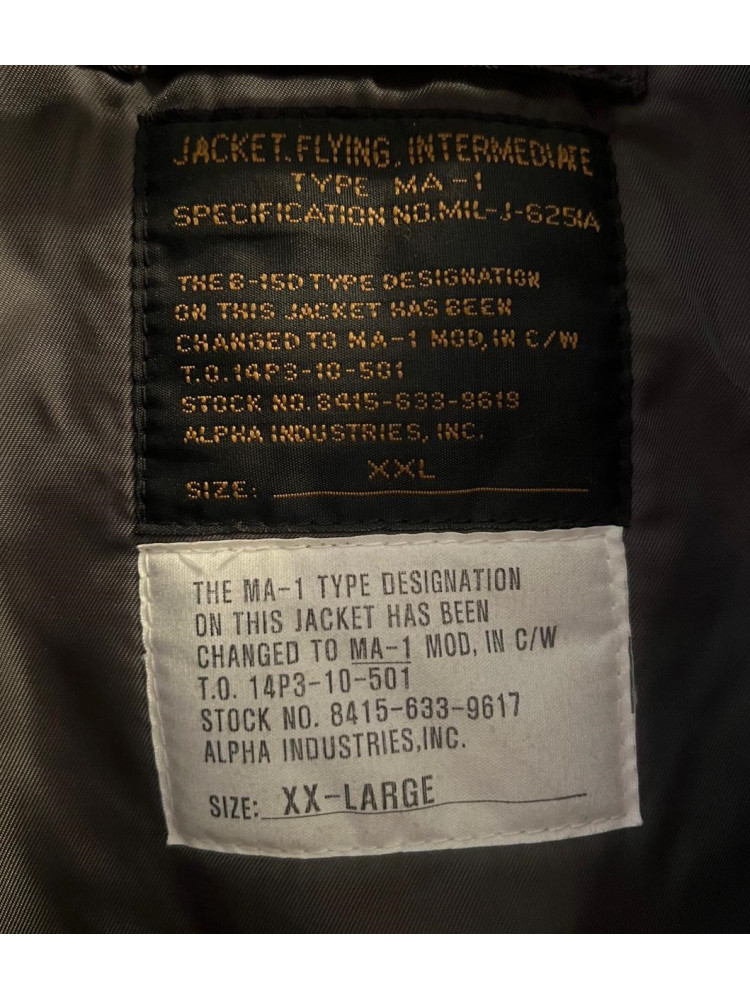 JACKET, FLYING, INTERMEDIATE
TYPE MA-1
SPECIFICATION NO. MIL-J-6251A
THE B-15D TYPE DESIGNATION
ON THIS JACKET HAS BEEN
CHANGED TO MA-1 MOD, IN C/W
T.O. 14P3-10-501
STOCK NO. 8415-633-9619
ALPHA INDUSTRIES, INC.
SIZE: XXL
THE MA-1 TYPE DESIGNATION
ON THIS JACKET HAS BEEN
CHANGED TO MA-1 MOD, IN C/W
T.O. 14P3-10-501
STOCK NO. 8415-633-9617
ALPHA INDUSTRIES,INC.
SIZE: XX-LARGE